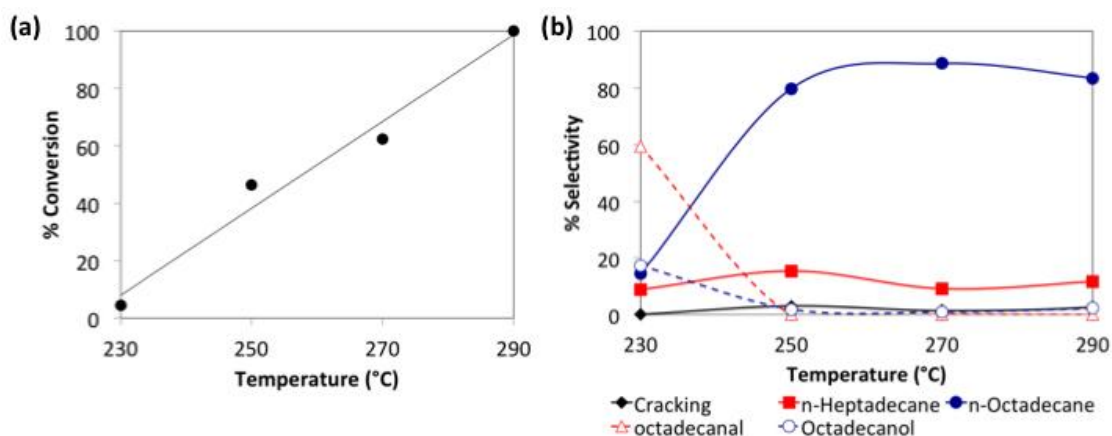 (a)
% Conversion
100
80
60
40
20
0
230 250 270 290
Temperature (°C)
(b)
% Selectivity
100
80
60
40
20
0
230 250 270 290
Temperature (°C)
Cracking n-Heptadecane n-Octadecane
octadecanal Octadecanol